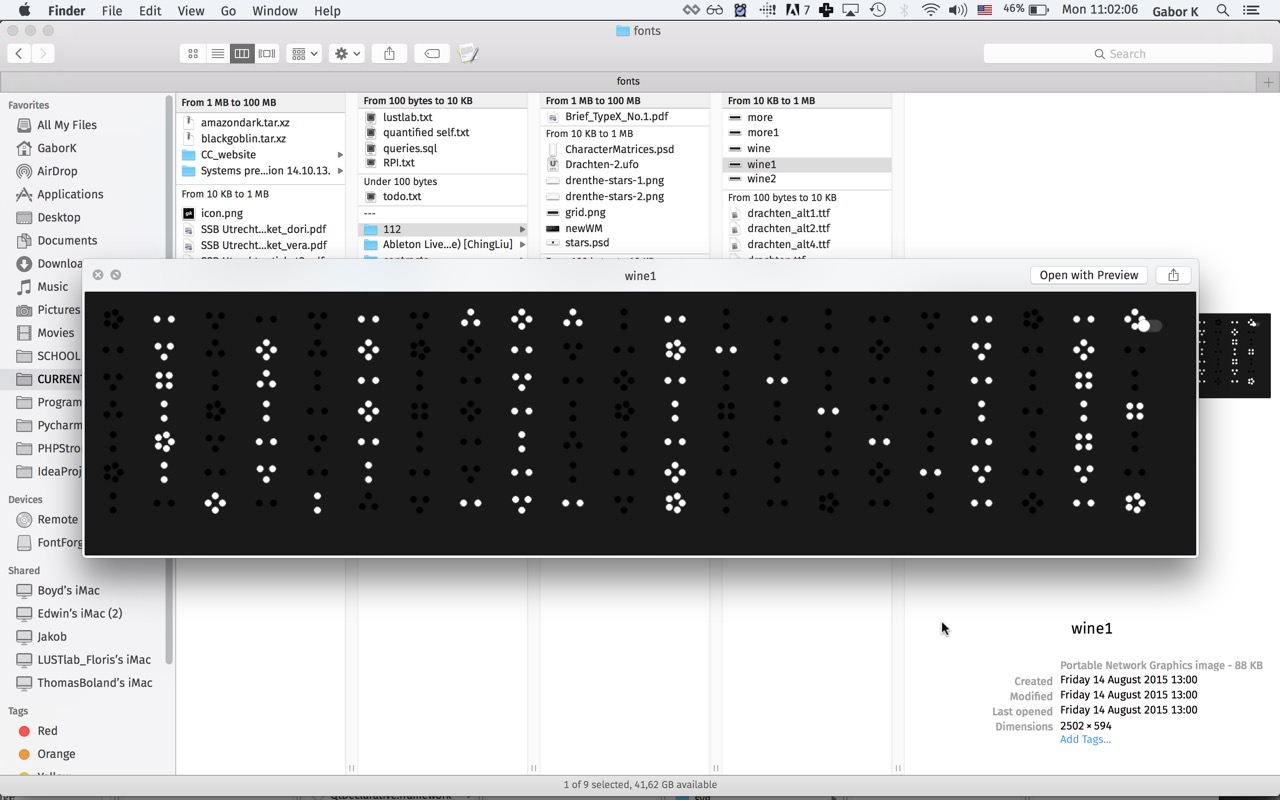 Finder File Edit View Go Window Help 7 46% Mon 11:02:06 Gabor K
fonts
Search
fonts
Favorites
All My Files
GaborK
AirDrop
Applications
Desktop
Documents
Music
Pictures
Movies
SCHOOL
Devices
Remote
Shared
Boyd's iMac
Edwin's iMac (2)
Jakob
LUSTlab_Floris's iMac
ThomasBoland's iMac
Tags
Red
Orange
From 1 MB to 100 MB
amazondark.tar.xz
blackgoblin.tar.xz
CC_website
Systems pre...ion 14.10.13.
From 10 KB to 1 MB
icon.png
SSB Utrecht...ket_dori.pdf
SSB Utrecht...ket_vera.pdf
From 100 bytes to 10 KB
lustlab.txt
quantified self.txt
queries.sql
RPI.txt
Under 100 bytes
todo.txt
---
112
Ableton Live...e) [ChingLiu]
From 1 MB to 100 MB
Brief_TypeX_No.1.pdf
From 10 KB to 1 MB
CharacterMatrices.psd
Drachten-2.ufo
drenthe-stars-1.png
drenthe-stars-2.png
grid.png
newWM
stars.psd
From 10 KB to 1 MB
more
more1
wine
wine1
wine2
From 100 bytes to 10 KB
drachten_alt1.ttf
drachten_alt2.ttf
drachten_alt4.ttf
wine1
Open with Preview
wine1
Portable Network Graphics image - 88 KB
Created Friday 14 August 2015 13:00
Modified Friday 14 August 2015 13:00
Last opened Friday 14 August 2015 13:00
Dimensions 2502 × 594
Add Tags...
1 of 9 selected, 41,62 GB available